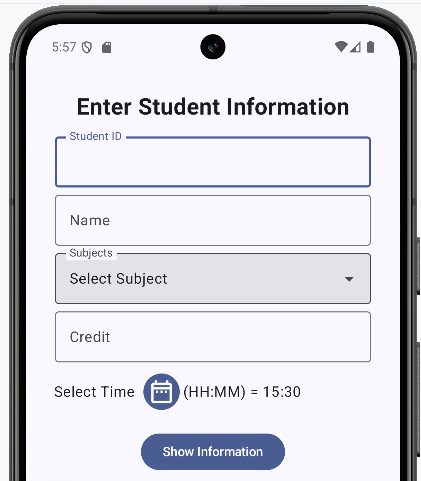 5:57
Enter Student Information
Student ID
Name
Subjects
Select Subject
Credit
Select Time (HH:MM) = 15:30
Show Information